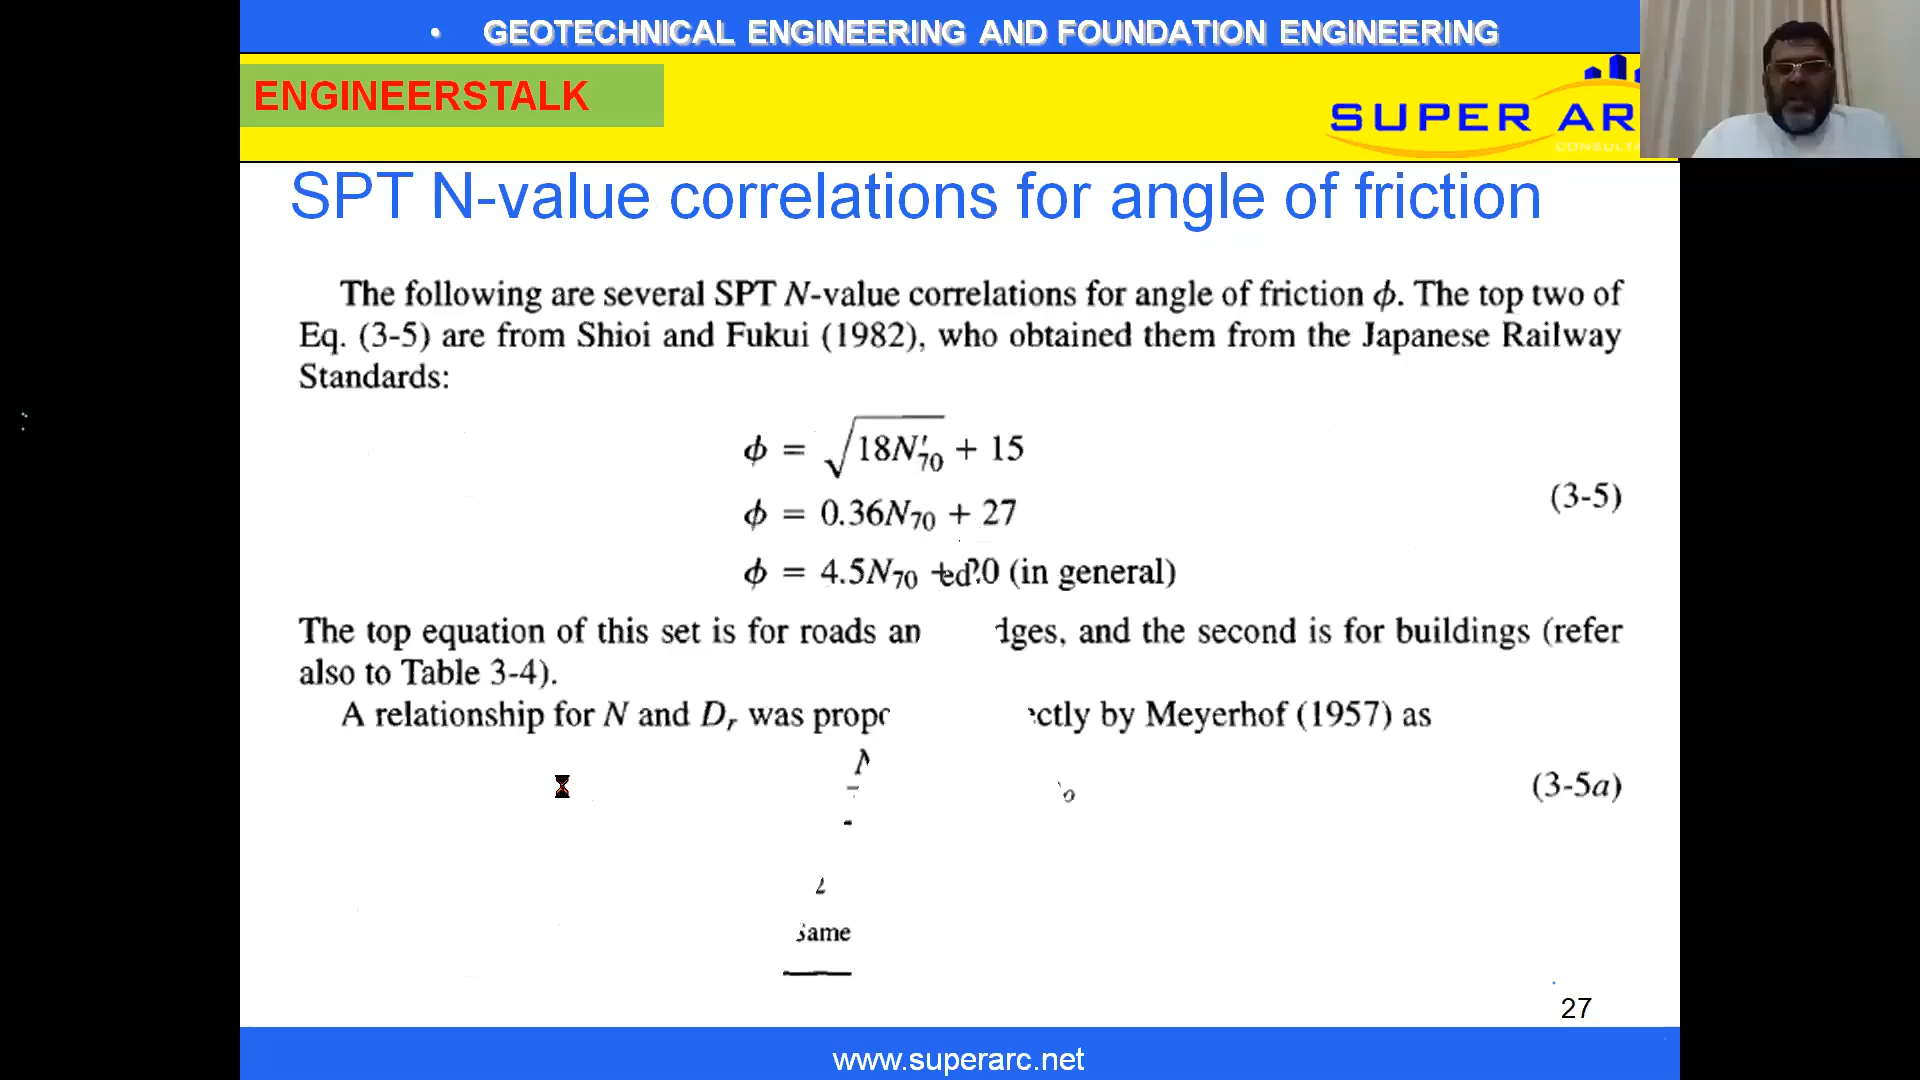 • GEOTECHNICAL ENGINEERING AND FOUNDATION ENGINEERING
ENGINEERSTALK
SUPER AR
CONSULTA
SPT N-value correlations for angle of friction
The following are several SPT N-value correlations for angle of friction ϕ. The top two of
Eq. (3-5) are from Shioi and Fukui (1982), who obtained them from the Japanese Railway
Standards:
ϕ = √18N′70 + 15
ϕ = 0.36N70 + 27
(3-5)
ϕ = 4.5N70 (in general)
The top equation of this set is for roads an dges, and the second is for buildings (refer
also to Table 3-4).
A relationship for N and Dr was propo ctly by Meyerhof (1957) as
(3-5a)
same
27
www.superarc.net